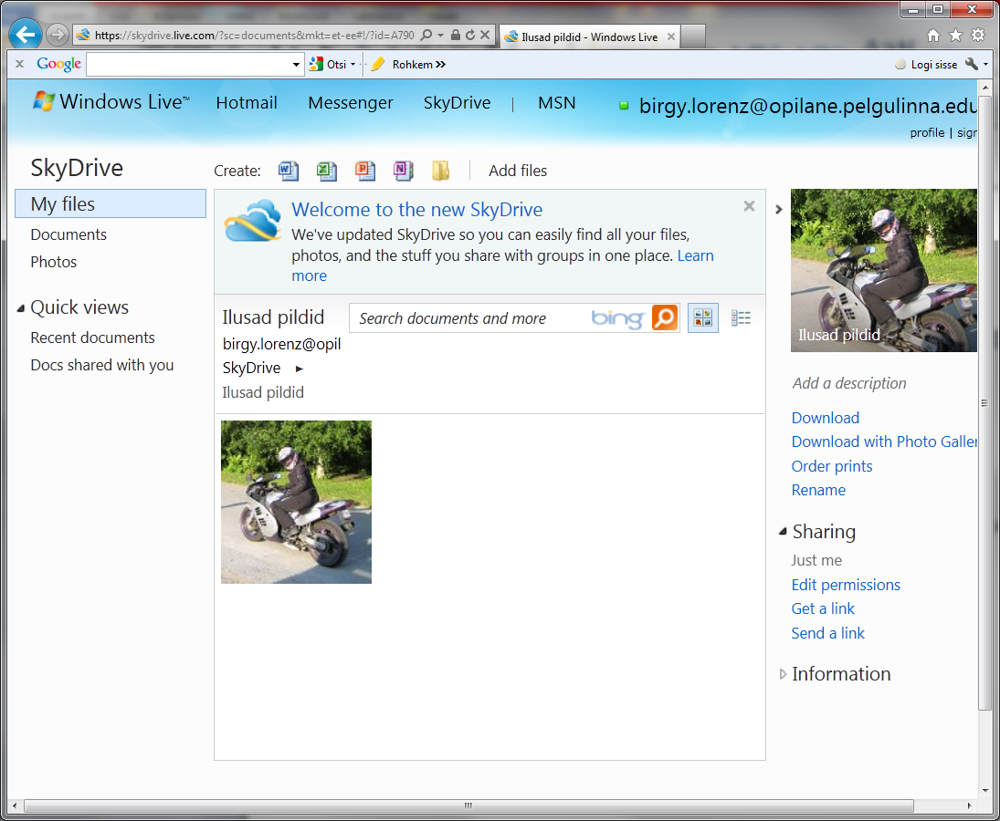 https://skydrive.live.com/?sc=documents&mkt=et-ee#!/?id=A790
Ilusad pildid - Windows Live
Google
Otsi
Rohkem »
Logi sisse
Windows Live™
Hotmail
Messenger
SkyDrive
|
MSN
birgy.lorenz@opilane.pelgulinna.edu
profile | sign
SkyDrive
Create:
Add files
My files
Documents
Photos
Quick views
Recent documents
Docs shared with you
Welcome to the new SkyDrive
We've updated SkyDrive so you can easily find all your files,
photos, and the stuff you share with groups in one place. Learn
more
Ilusad pildid
Search documents and more
bing
birgy.lorenz@opil
SkyDrive
Ilusad pildid
Ilusad pildid
Add a description
Download
Download with Photo Galler
Order prints
Rename
Sharing
Just me
Edit permissions
Get a link
Send a link
Information